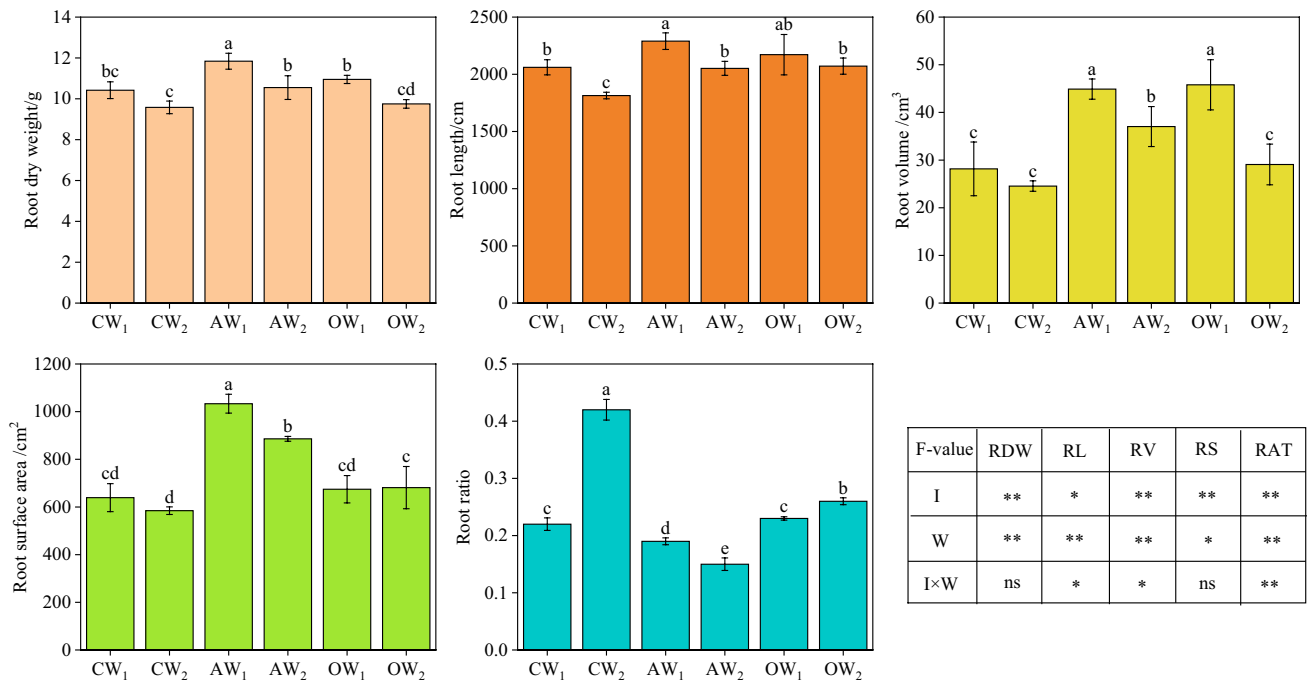 Root dry weight/g
14
12
10
8
6
4
2
0
bc
c
a
b
b
cd
CW₁ CW₂ AW₁ AW₂ OW₁ OW₂
Root length/cm
2500
2000
1500
1000
500
0
b
c
a
b
ab
b
CW₁ CW₂ AW₁ AW₂ OW₁ OW₂
Root volume /cm³
60
50
40
30
20
10
0
c
c
a
b
a
c
CW₁ CW₂ AW₁ AW₂ OW₁ OW₂
Root surface area /cm²
1200
1000
800
600
400
200
0
cd
d
a
b
cd
c
CW₁ CW₂ AW₁ AW₂ OW₁ OW₂
Root ratio
0.5
0.4
0.3
0.2
0.1
0.0
c
a
d
e
c
b
CW₁ CW₂ AW₁ AW₂ OW₁ OW₂
F-value RDW RL RV RS RAT
I ** * ** ** **
W ** ** ** * **
I×W ns * * ns **